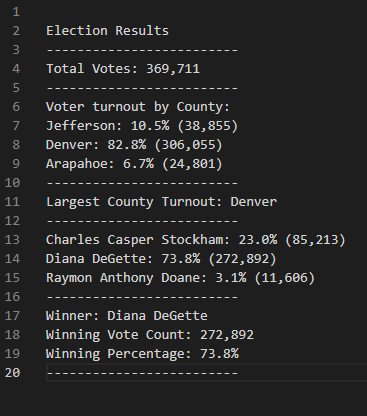 1
2 Election Results
3 -------------------------
4 Total Votes: 369,711
5 -------------------------
6 Voter turnout by County:
7 Jefferson: 10.5% (38,855)
8 Denver: 82.8% (306,055)
9 Arapahoe: 6.7% (24,801)
10 -------------------------
11 Largest County Turnout: Denver
12 -------------------------
13 Charles Casper Stockham: 23.0% (85,213)
14 Diana DeGette: 73.8% (272,892)
15 Raymon Anthony Doane: 3.1% (11,606)
16 -------------------------
17 Winner: Diana DeGette
18 Winning Vote Count: 272,892
19 Winning Percentage: 73.8%
20 -------------------------